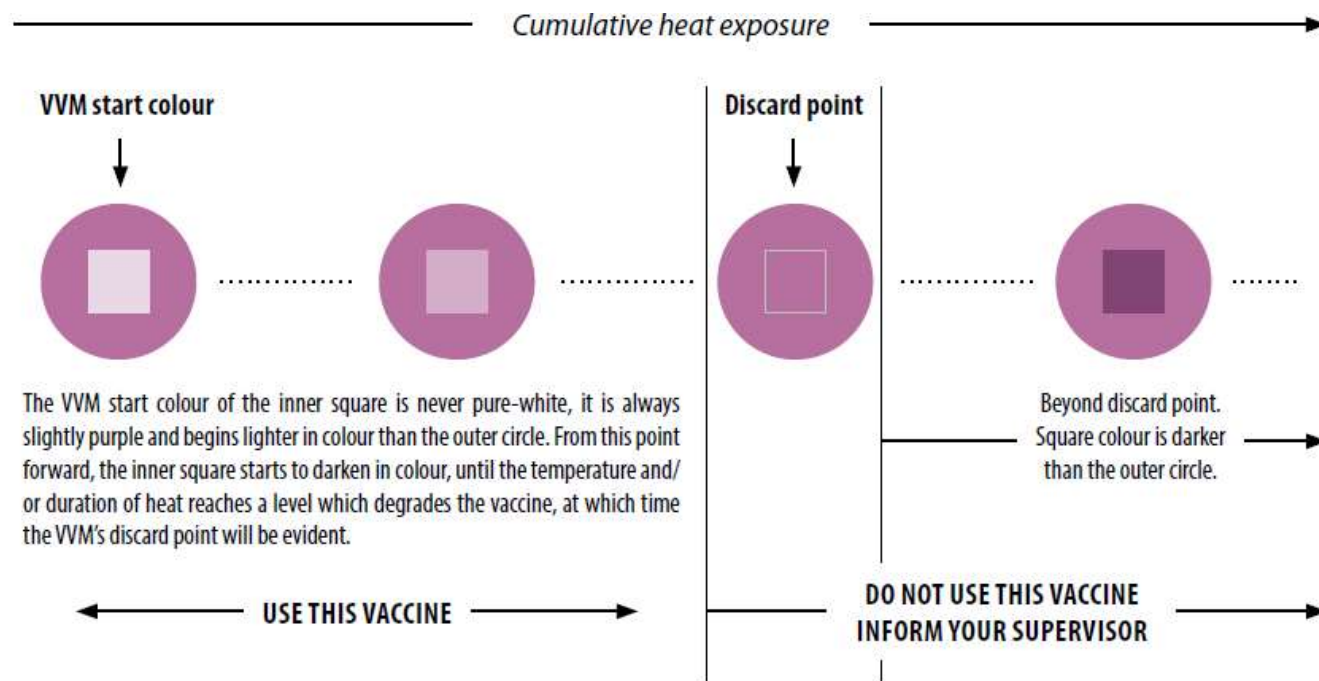 Cumulative heat exposure
VVM start colour
Discard point
The VVM start colour of the inner square is never pure-white, it is always
slightly purple and begins lighter in colour than the outer circle. From this point
forward, the inner square starts to darken in colour, until the temperature and/
or duration of heat reaches a level which degrades the vaccine, at which time
the VVM's discard point will be evident.
Beyond discard point.
Square colour is darker
than the outer circle.
USE THIS VACCINE
DO NOT USE THIS VACCINE
INFORM YOUR SUPERVISOR